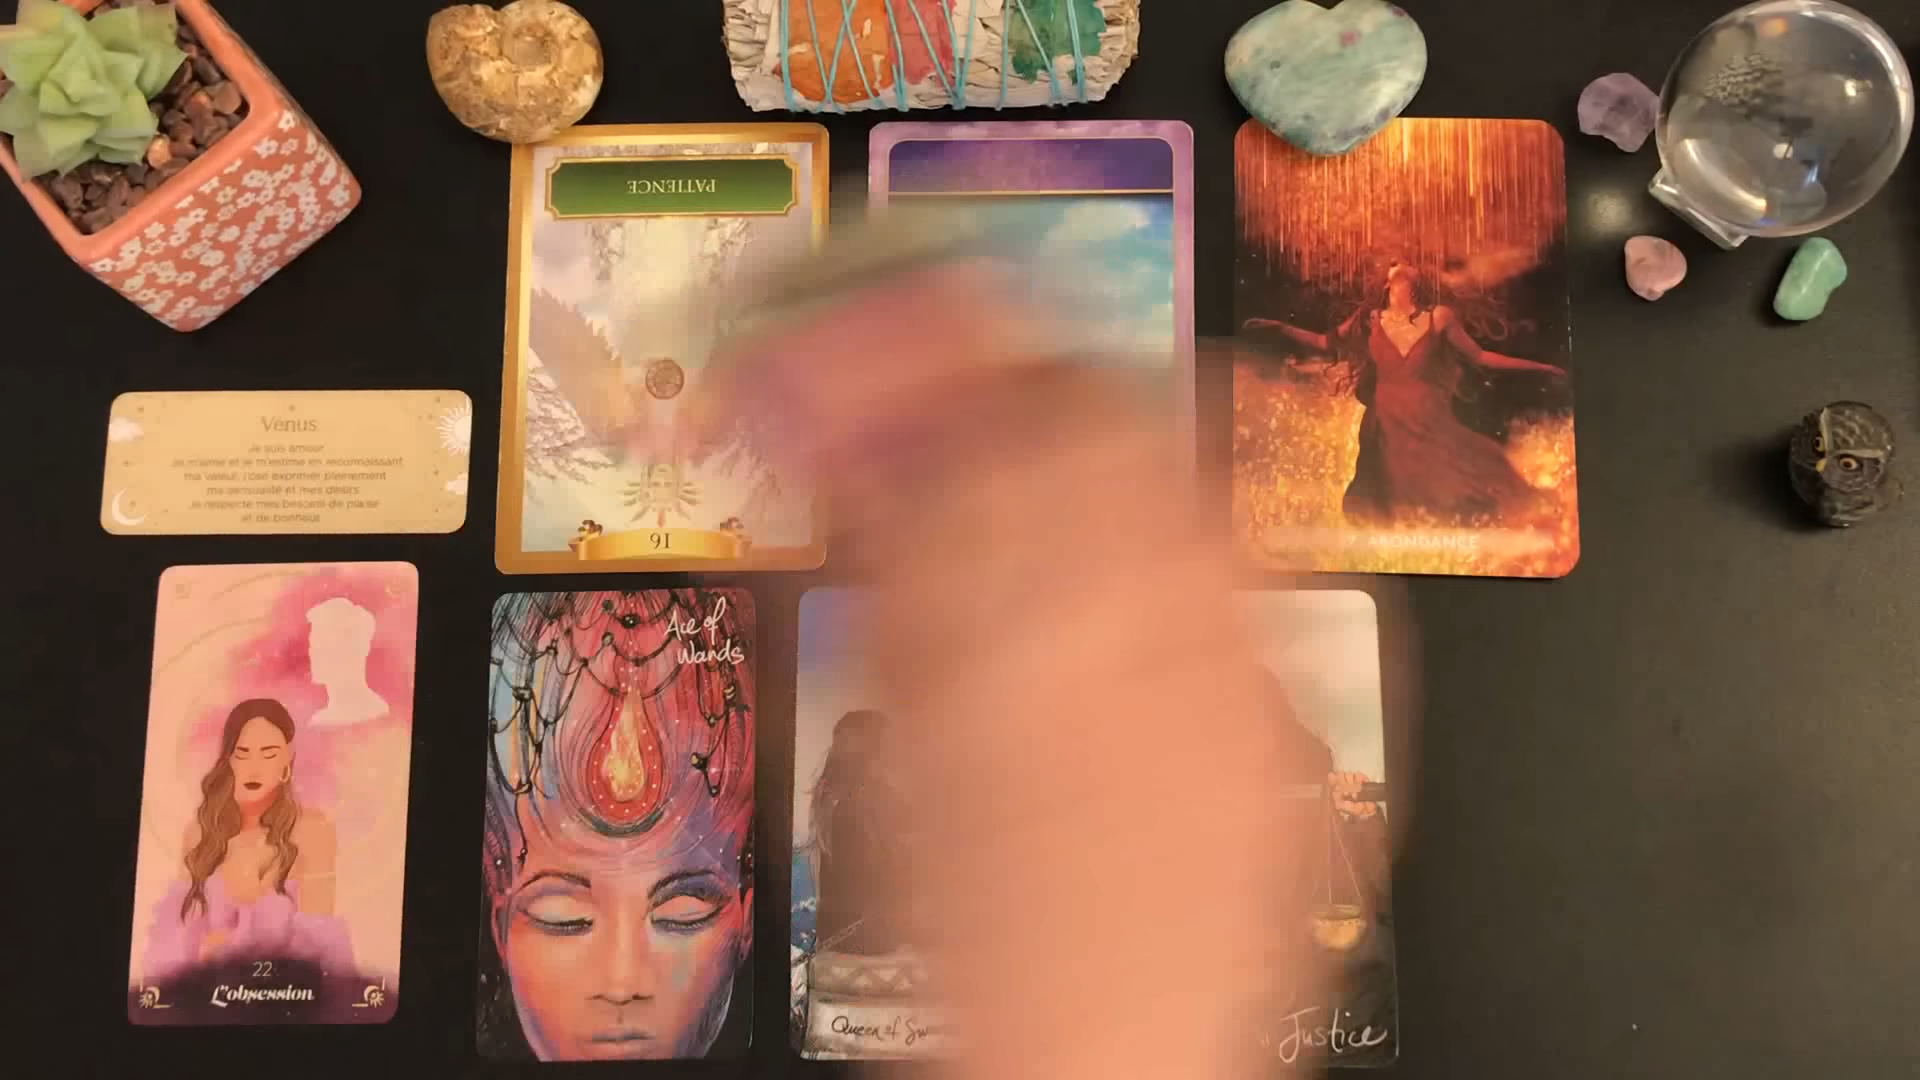 PATIENCE
16
ABONDANCE
Vénus
Je suis amour
Je m'aime et je m'estime en reconnaissant
ma valeur, j'ose exprimer pleinement
ma sensualité et mes désirs
Je respecte mes besoins de plaisir
et de bonheur
22
L'obsession
Ace of
Wands
Queen of
Justice